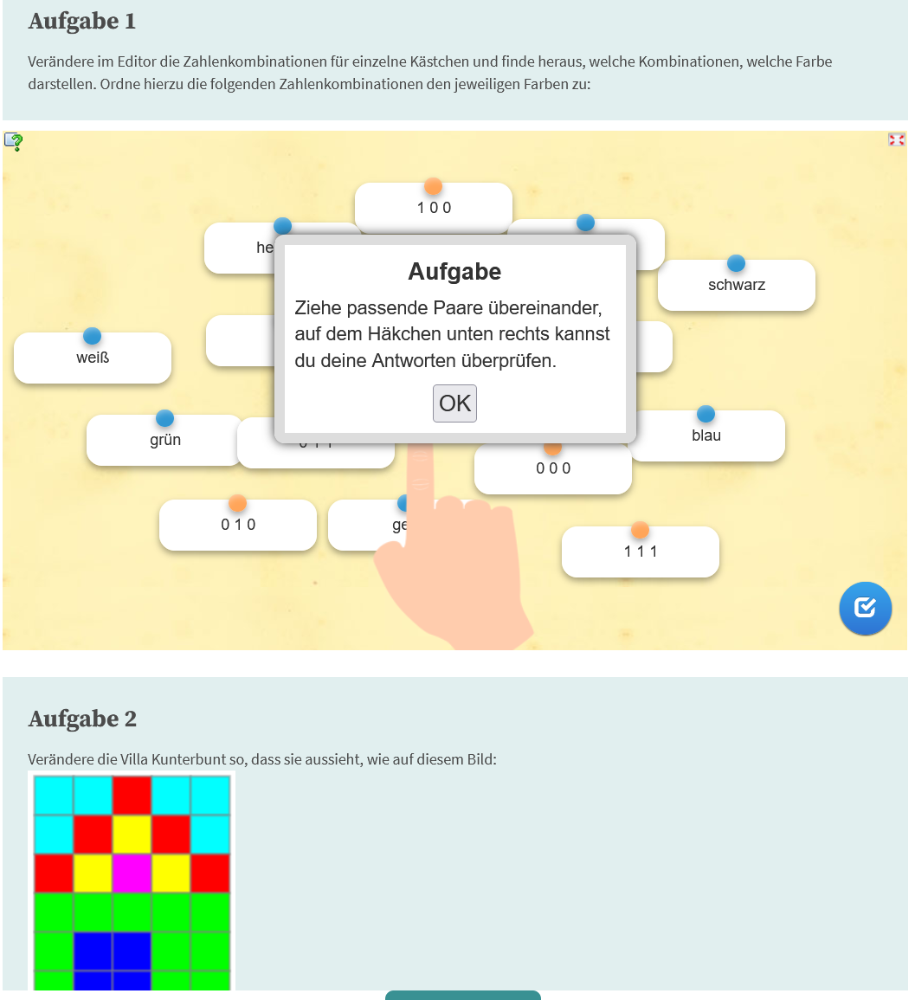 Aufgabe 1
Verändere im Editor die Zahlenkombinationen für einzelne Kästchen und finde heraus, welche Kombinationen, welche Farbe
darstellen. Ordne hierzu die folgenden Zahlenkombinationen den jeweiligen Farben zu:
1 0 0
he
schwarz
Aufgabe
Ziehe passende Paare übereinander,
auf dem Häkchen unten rechts kannst
du deine Antworten überprüfen.
OK
weiß
grün
0 1 1
blau
0 0 0
0 1 0
ge
1 1 1
Aufgabe 2
Verändere die Villa Kunterbunt so, dass sie aussieht, wie auf diesem Bild: